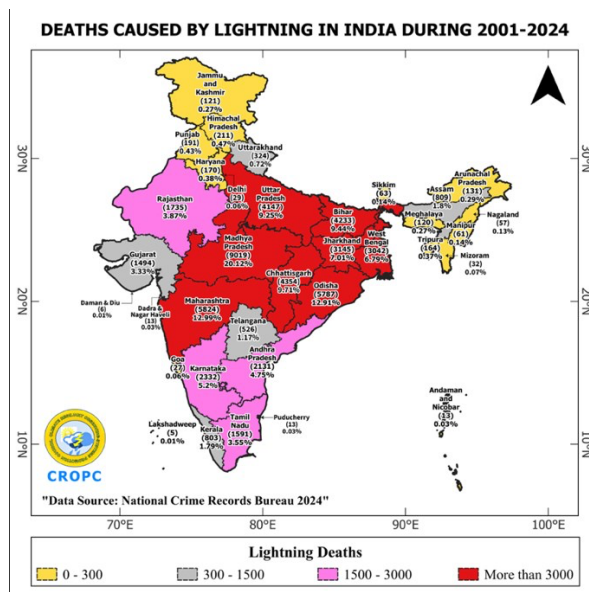 DEATHS CAUSED BY LIGHTNING IN INDIA DURING 2001-2024
Jammu
and
Kashmir
(121)
0.27%
Himachal
Pradesh
(211)
0.47%
Punjab
(191)
0.43%
Uttarakhand
(324)
0.72%
Haryana
(170)
0.38%
Delhi
(29)
0.06%
Rajasthan
(1735)
3.87%
Uttar
Pradesh
(4147)
9.25%
Sikkim
(63)
0.14%
Arunachal
Pradesh
(131)
0.29%
Assam
(809)
1.8%
Nagaland
(57)
0.13%
Meghalaya
(120)
0.27%
Manipur
(61)
0.14%
Tripura
(164)
0.37%
Mizoram
(32)
0.07%
Bihar
(4233)
9.44%
Jharkhand
(3145)
7.01%
West
Bengal
(3042)
6.79%
Gujarat
(1494)
3.33%
Madhya
Pradesh
(9019)
20.12%
Chhattisgarh
(4354)
9.71%
Odisha
(5787)
12.91%
Daman & Diu
(6)
0.01%
Dadra &
Nagar Haveli
(13)
0.03%
Maharashtra
(5824)
12.99%
Telangana
(526)
1.17%
Andhra
Pradesh
(2131)
4.75%
Goa
(27)
0.06%
Karnataka
(2332)
5.2%
Lakshadweep
(5)
0.01%
Kerala
(803)
1.79%
Tamil
Nadu
(1591)
3.55%
Puducherry
(13)
0.03%
Andaman
and
Nicobar
(13)
0.03%
30°N
20°N
10°N
30°N
20°N
10°N
CROPC
"Data Source: National Crime Records Bureau 2024"
70°E
80°E
90°E
100°E
Lightning Deaths
0 - 300
300 - 1500
1500 - 3000
More than 3000